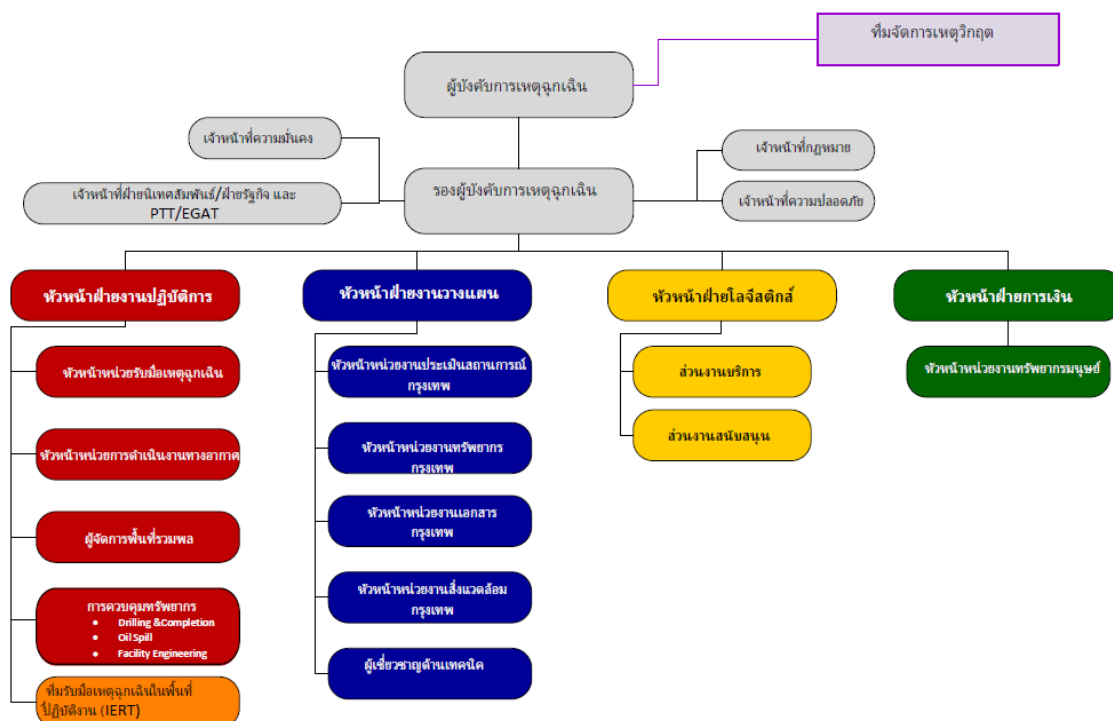 ทีมจัดการเหตุวิกฤต
ผู้บังคับการเหตุฉุกเฉิน
เจ้าหน้าที่ความมั่นคง
เจ้าหน้าที่กฎหมาย
รองผู้บังคับการเหตุฉุกเฉิน
เจ้าหน้าที่ฝ่ายนิเทศสัมพันธ์/ฝ่ายรัฐกิจ และ
PTT/EGAT
เจ้าหน้าที่ความปลอดภัย
หัวหน้าฝ่ายงานปฏิบัติการ
หัวหน้าฝ่ายงานวางแผน
หัวหน้าฝ่ายโลจิสติกส์
หัวหน้าฝ่ายการเงิน
หัวหน้าหน่วยรับมือเหตุฉุกเฉิน
หัวหน้าหน่วยงานประเมินสถานการณ์
กรุงเทพ
ส่วนงานบริการ
หัวหน้าหน่วยงานทรัพยากรมนุษย์
หัวหน้าหน่วยการดำเนินงานทางอากาศ
หัวหน้าหน่วยงานทรัพยากร
กรุงเทพ
ส่วนงานสนับสนุน
ผู้จัดการพื้นที่รวมพล
หัวหน้าหน่วยงานเอกสาร
กรุงเทพ
การควบคุมทรัพยากร
• Drilling &Completion
• Oil Spill
• Facility Engineering
หัวหน้าหน่วยงานสิ่งแวดล้อม
กรุงเทพ
ผู้เชี่ยวชาญด้านเทคนิค
ทีมรับมือเหตุฉุกเฉินในพื้นที่
ปฏิบัติงาน (IERT)